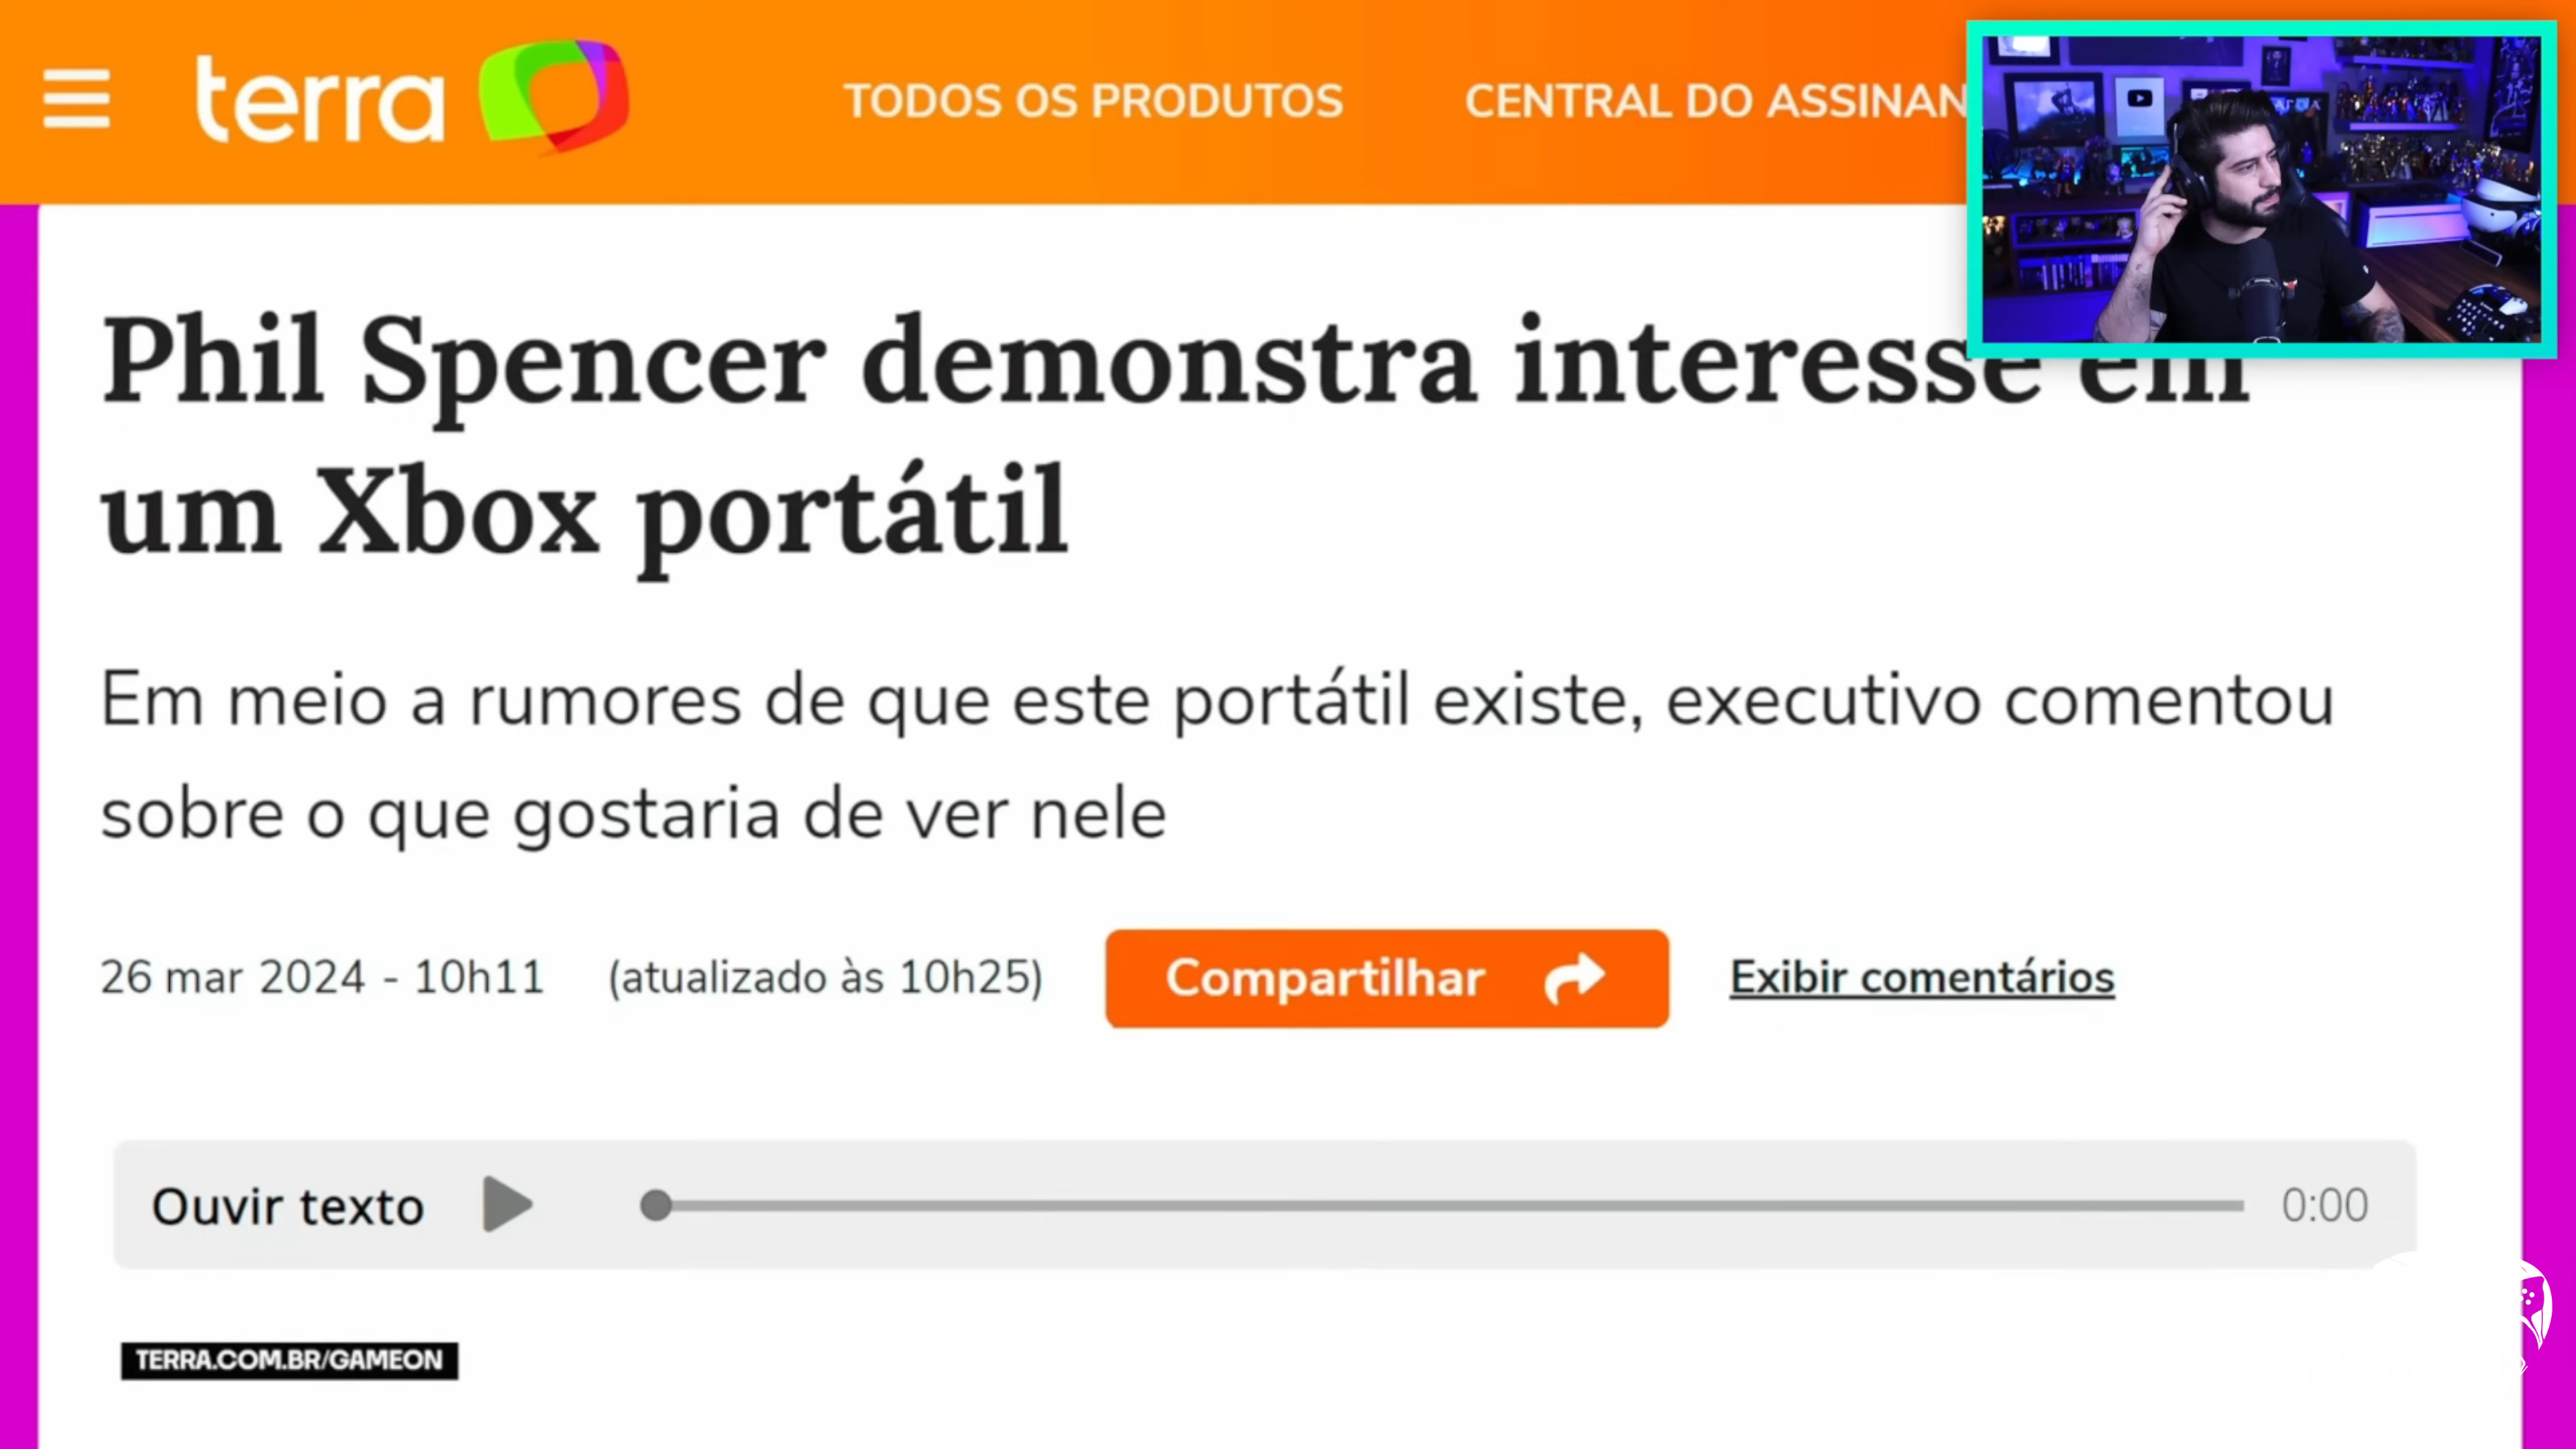 terra
TODOS OS PRODUTOS
CENTRAL DO ASSINAN
Phil Spencer demonstra interesse em
um Xbox portátil
Em meio a rumores de que este portátil existe, executivo comentou
sobre o que gostaria de ver nele
26 mar 2024 - 10h11 (atualizado às 10h25)
Compartilhar
Exibir comentários
Ouvir texto
0:00
TERRA.COM.BR/GAMEON